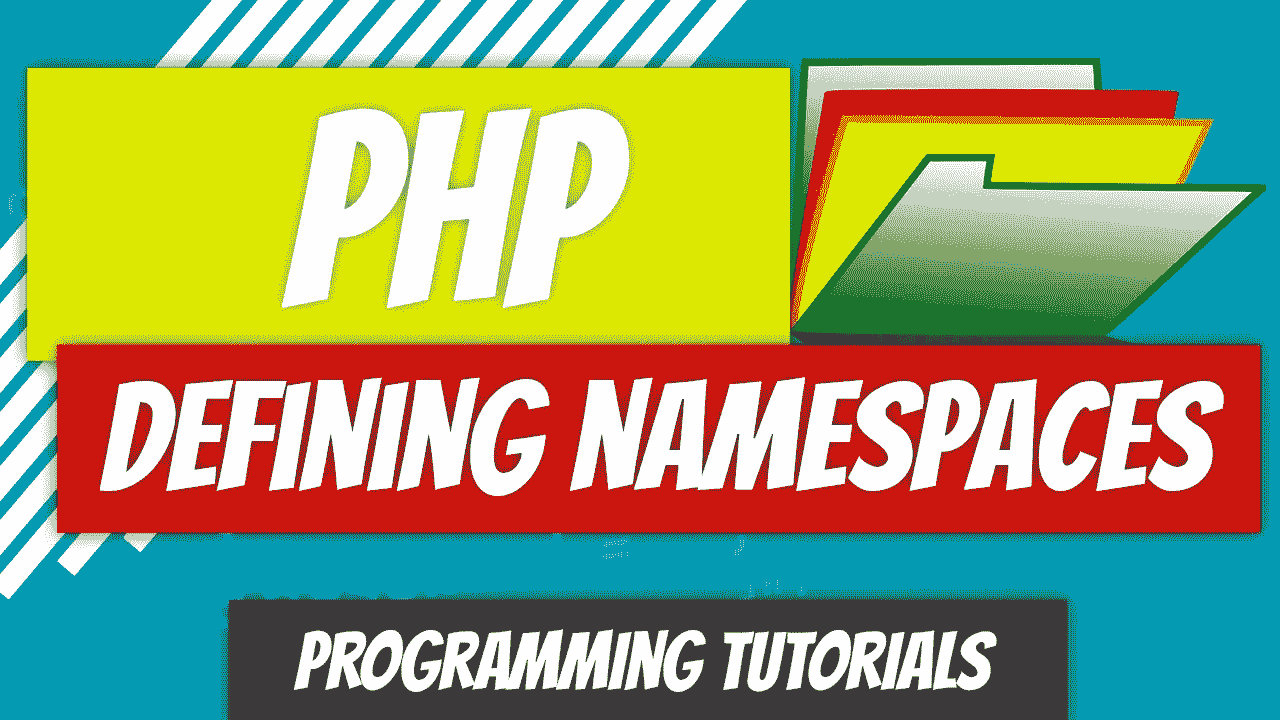 PHP
DEFINING NAMESPACES
PROGRAMMING TUTORIALS